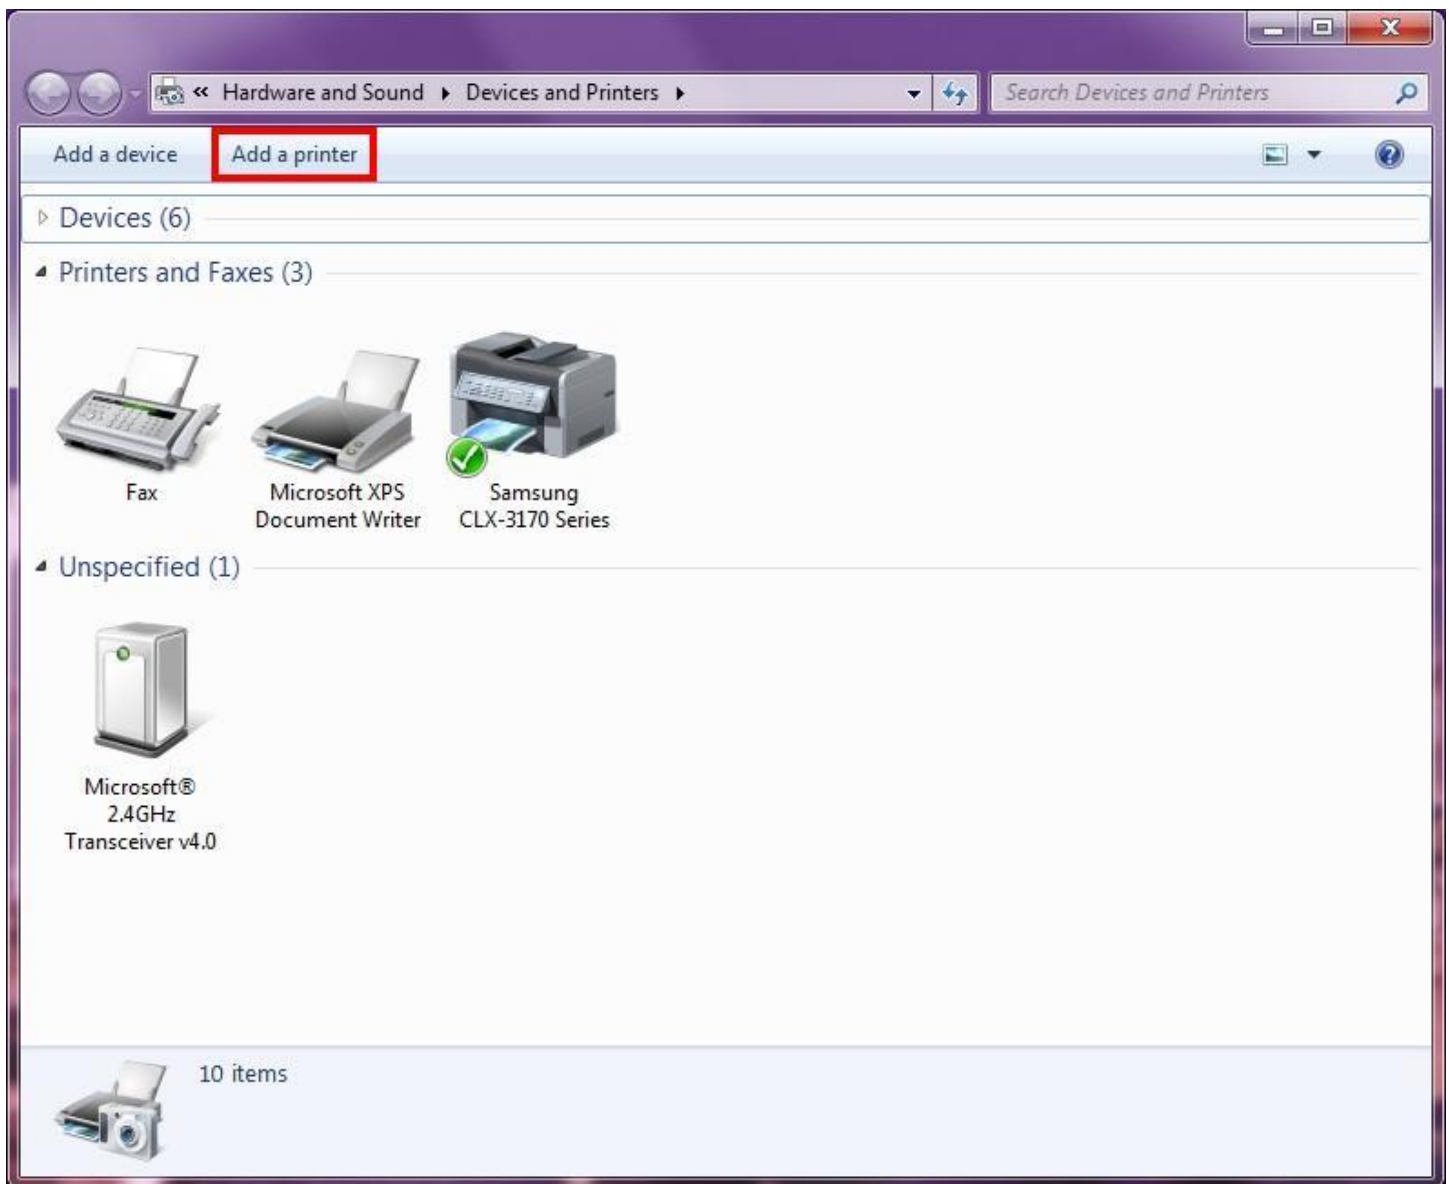 « Hardware and Sound Devices and Printers
Search Devices and Printers
Add a device Add a printer
Devices (6)
Printers and Faxes (3)
Fax
Microsoft XPS
Document Writer
Samsung
CLX-3170 Series
Unspecified (1)
Microsoft®
2.4GHz
Transceiver v4.0
10 items